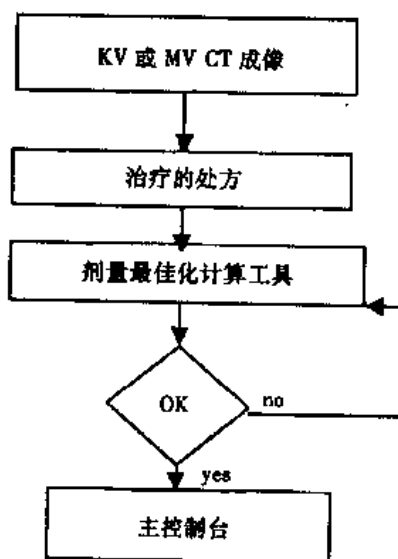 KV 或 MV CT 成像
治疗的处方
剂量最佳化计算工具
OK
no
yes
主控制台